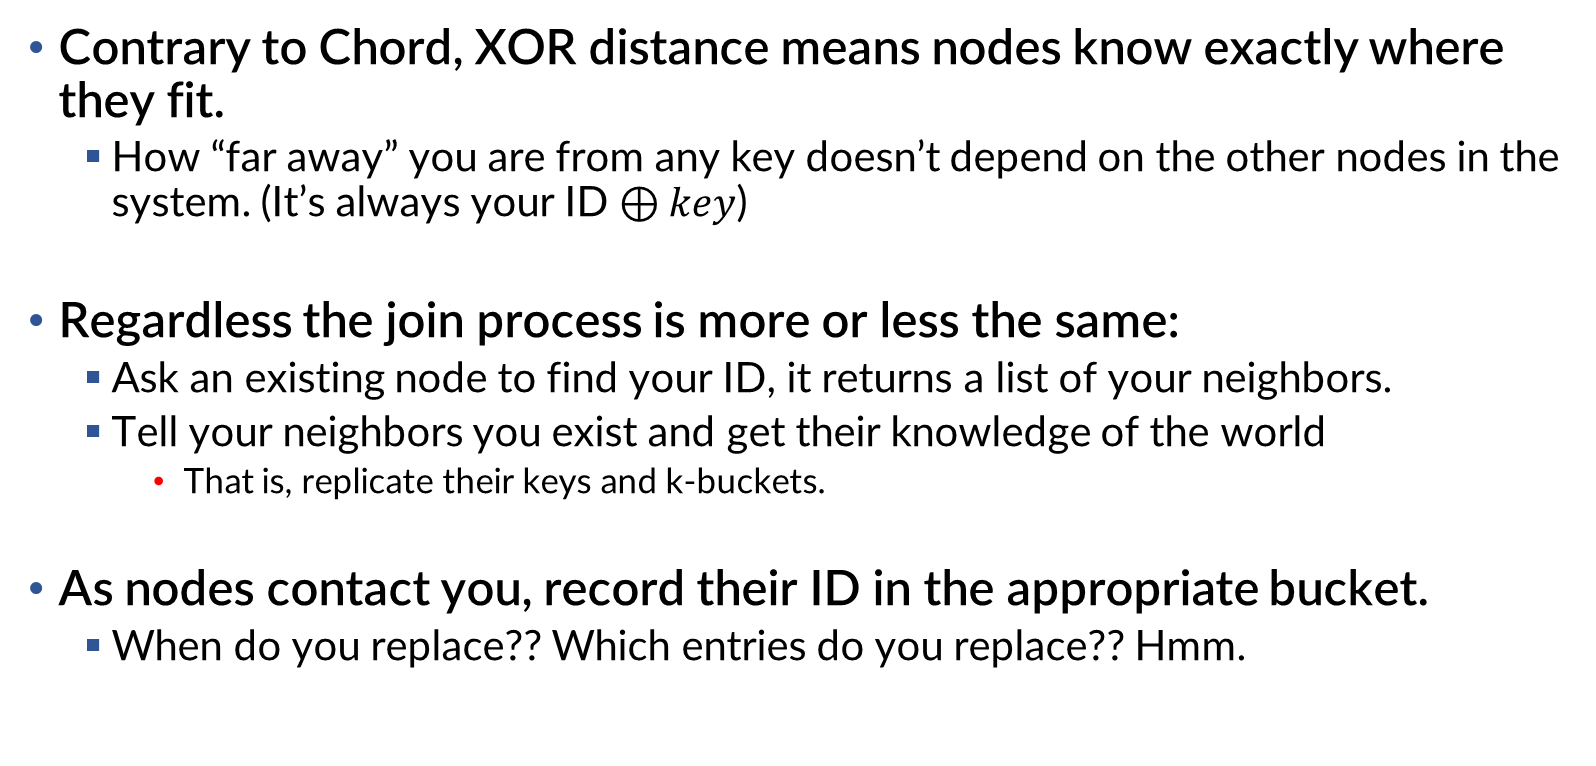 • Contrary to Chord, XOR distance means nodes know exactly where
they fit.
▪ How “far away” you are from any key doesn’t depend on the other nodes in the
system. (It’s always your ID ⊕ key)
• Regardless the join process is more or less the same:
▪ Ask an existing node to find your ID, it returns a list of your neighbors.
▪ Tell your neighbors you exist and get their knowledge of the world
• That is, replicate their keys and k-buckets.
• As nodes contact you, record their ID in the appropriate bucket.
▪ When do you replace?? Which entries do you replace?? Hmm.